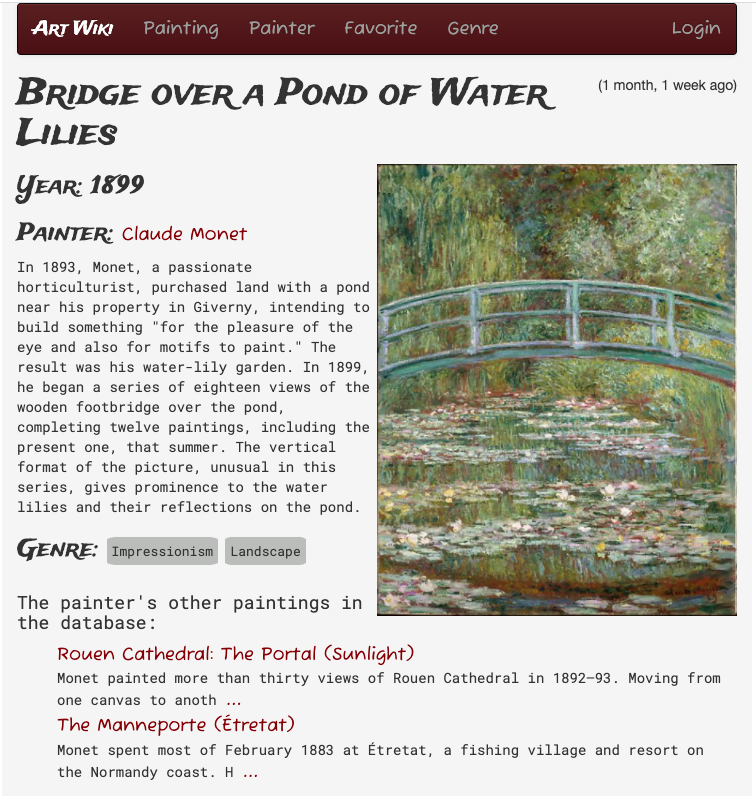 Art Wiki Painting Painter Favorite Genre Login
Bridge over a Pond of Water
Lilies
(1 month, 1 week ago)
Year: 1899
Painter: Claude Monet
In 1893, Monet, a passionate
horticulturist, purchased land with a pond
near his property in Giverny, intending to
build something "for the pleasure of the
eye and also for motifs to paint." The
result was his water-lily garden. In 1899,
he began a series of eighteen views of the
wooden footbridge over the pond,
completing twelve paintings, including the
present one, that summer. The vertical
format of the picture, unusual in this
series, gives prominence to the water
lilies and their reflections on the pond.
Genre: Impressionism Landscape
The painter's other paintings in
the database:
Rouen Cathedral: The Portal (Sunlight)
Monet painted more than thirty views of Rouen Cathedral in 1892–93. Moving from
one canvas to anoth ...
The Manneporte (Étretat)
Monet spent most of February 1883 at Étretat, a fishing village and resort on
the Normandy coast. H ...